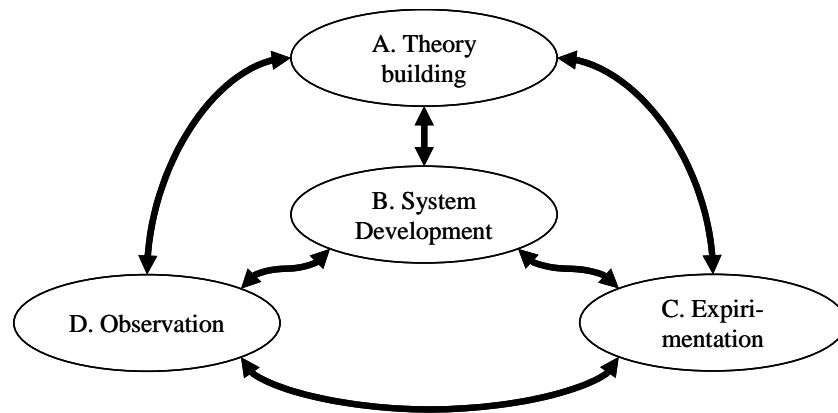 A. Theory
building
B. System
Development
D. Observation
C. Expiri-
mentation